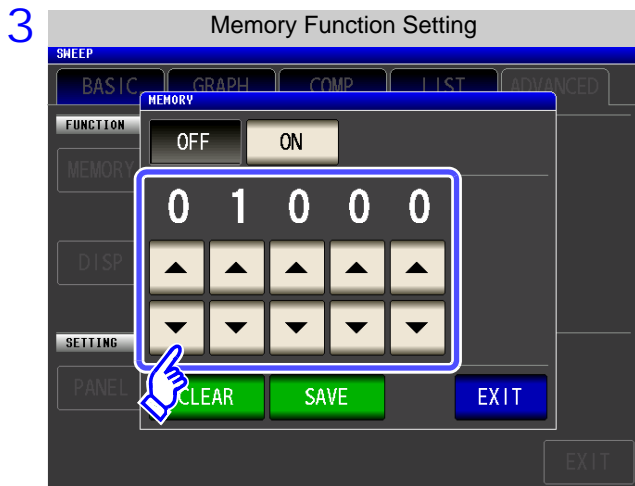 3
Memory Function Setting
SWEEP
BASIC GRAPH COMP LIST ADVANCED
MEMORY
FUNCTION
OFF ON
MEMORY
0 1 0 0 0
DISP
SETTING
PANEL
CLEAR SAVE EXIT
EXIT